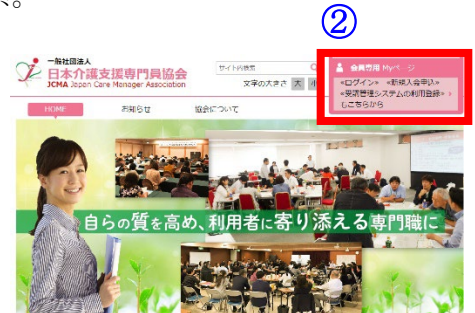 い。
②
一般社団法人
日本介護支援専門員協会
JCMA Japan Care Manager Association
サイト内検索
文字の大きさ 大 小
会員専用 Myページ
«ログイン» «新規入会申込»
«受講管理システムの利用登録»
しこちらから
HOME お知らせ 協会について
自らの質を高め、利用者に寄り添える専門職に